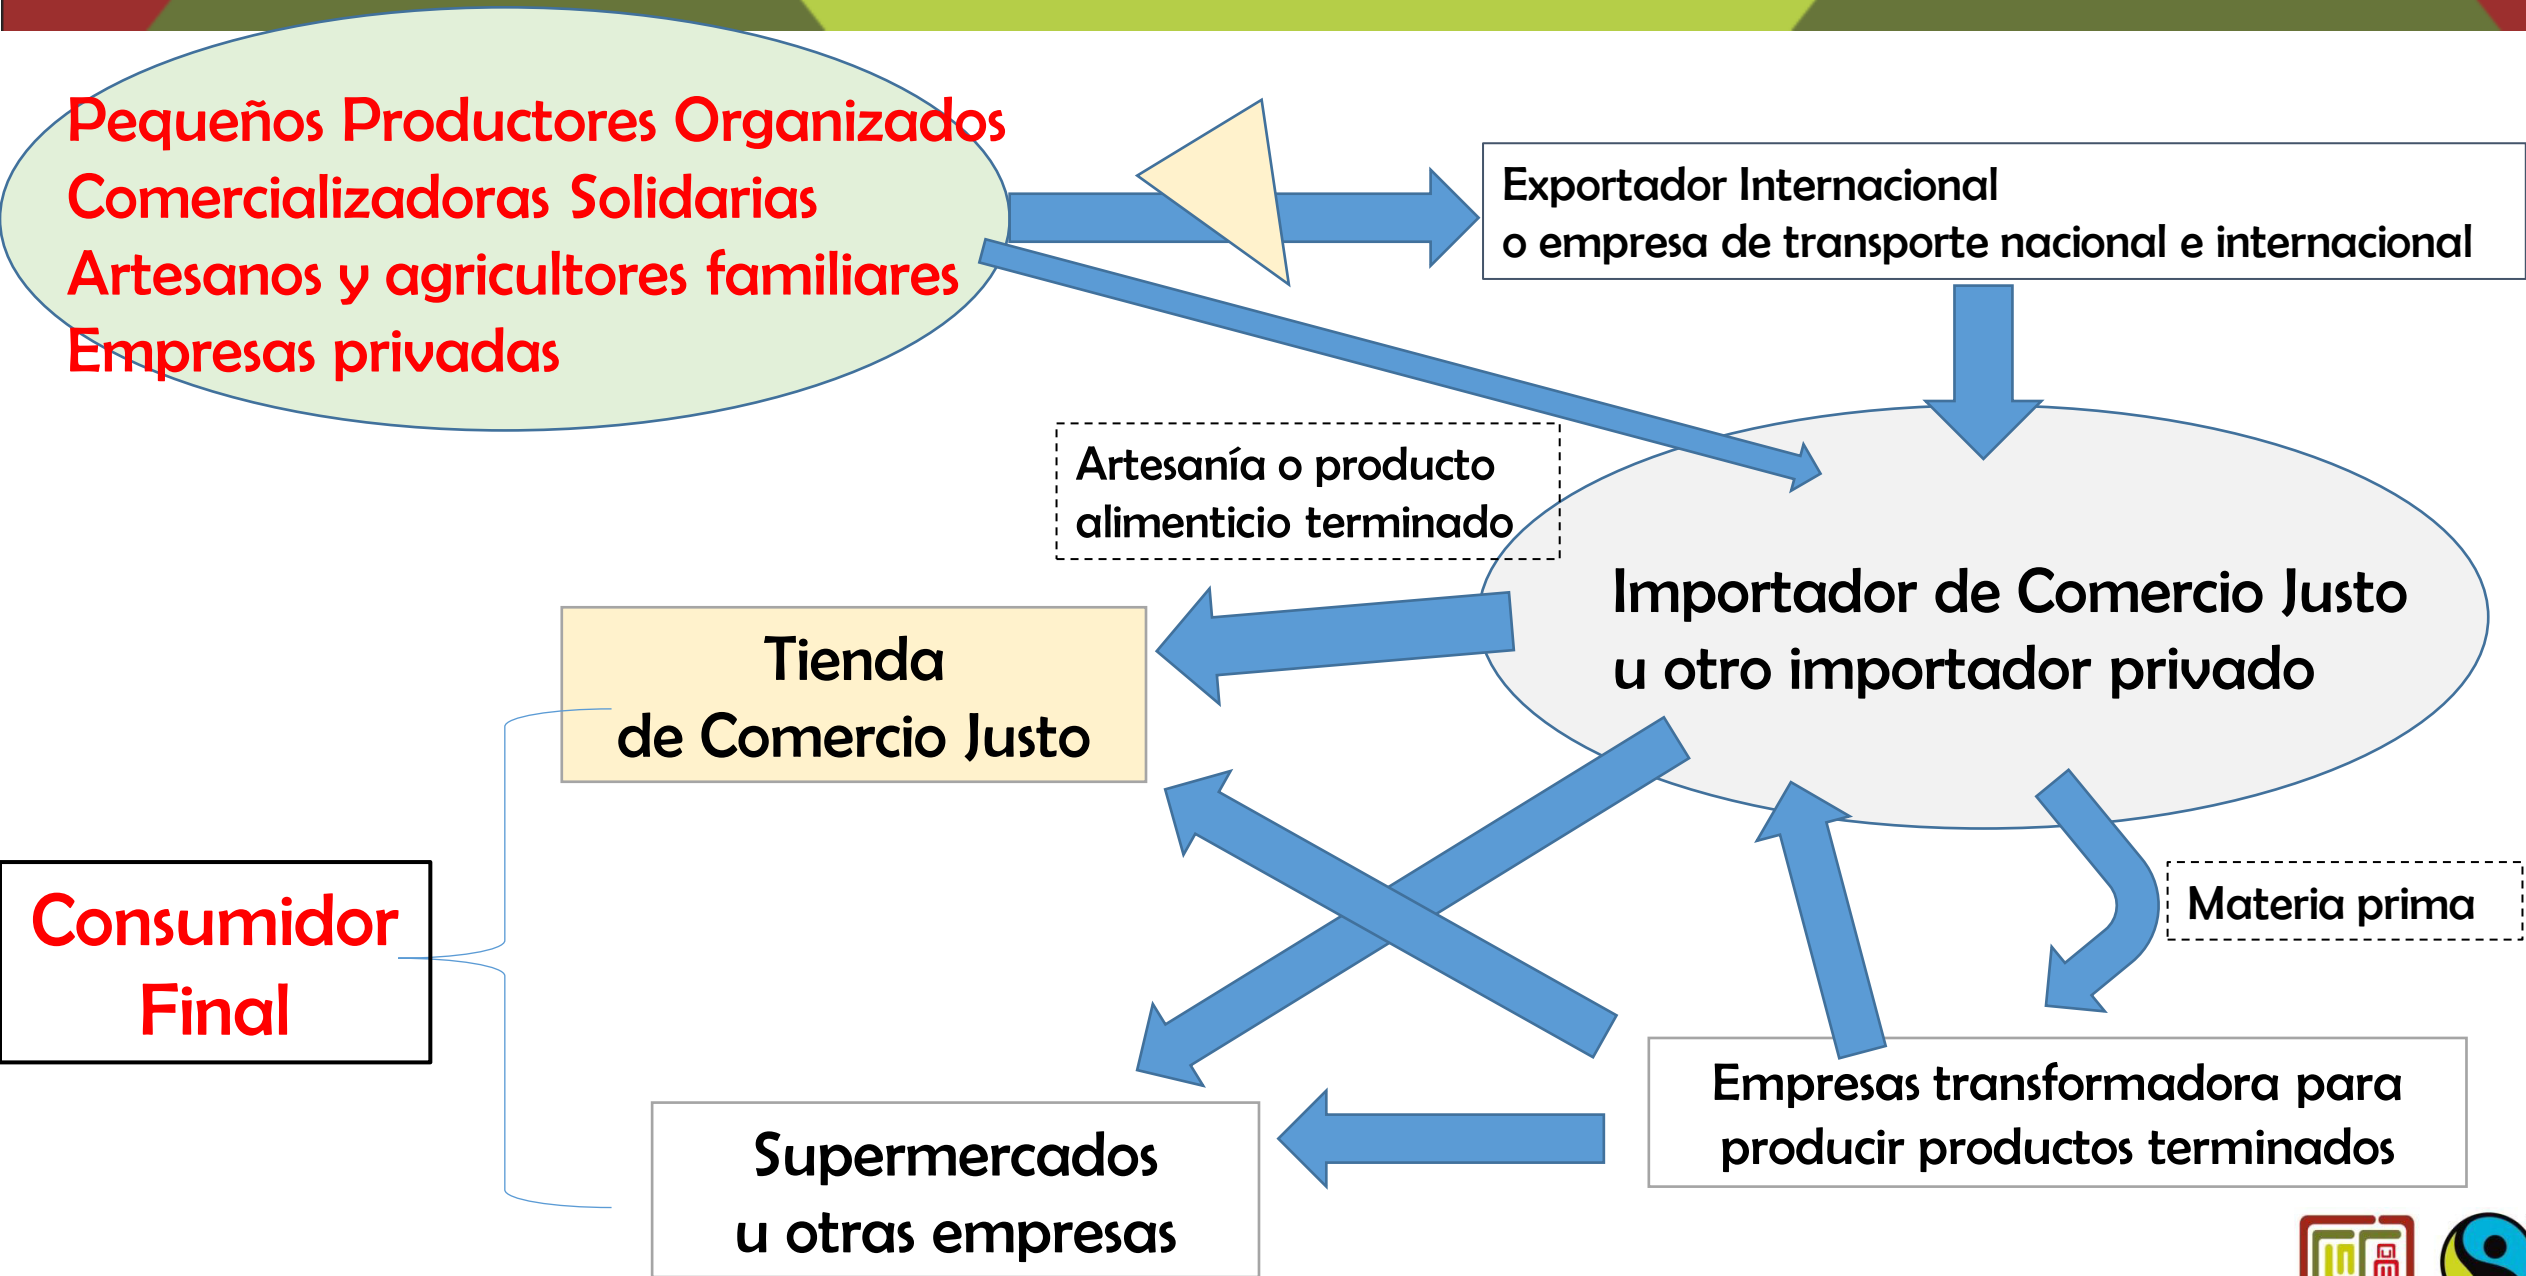 Pequeños Productores Organizados
Comercializadoras Solidarias
Artesanos y agricultores familiares
Empresas privadas
Exportador Internacional
o empresa de transporte nacional e internacional
Artesanía o producto
alimenticio terminado
Importador de Comercio Justo
u otro importador privado
Tienda
de Comercio Justo
Materia prima
Consumidor
Final
Empresas transformadora para
producir productos terminados
Supermercados
u otras empresas